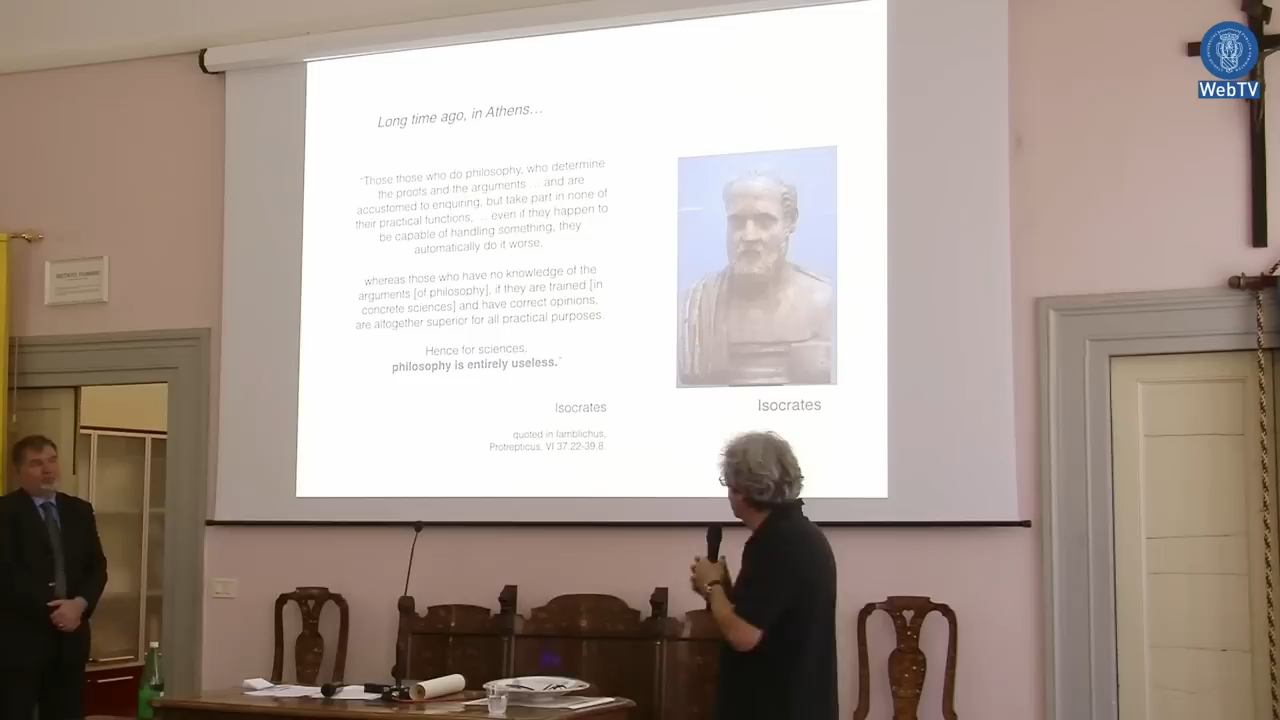 WebTV
Long time ago, in Athens...
"Those those who do philosophy, who determine
the proofs and the arguments ... and are
accustomed to enquiring, but take part in none of
their practical functions, ... even if they happen to
be capable of handling something, they
automatically do it worse,
whereas those who have no knowledge of the
arguments [of philosophy], if they are trained [in
concrete sciences] and have correct opinions,
are altogether superior for all practical purposes.
Hence for sciences,
philosophy is entirely useless."
Isocrates
quoted in Iamblichus,
Protrepticus, VI 37.22-39.8.
Isocrates